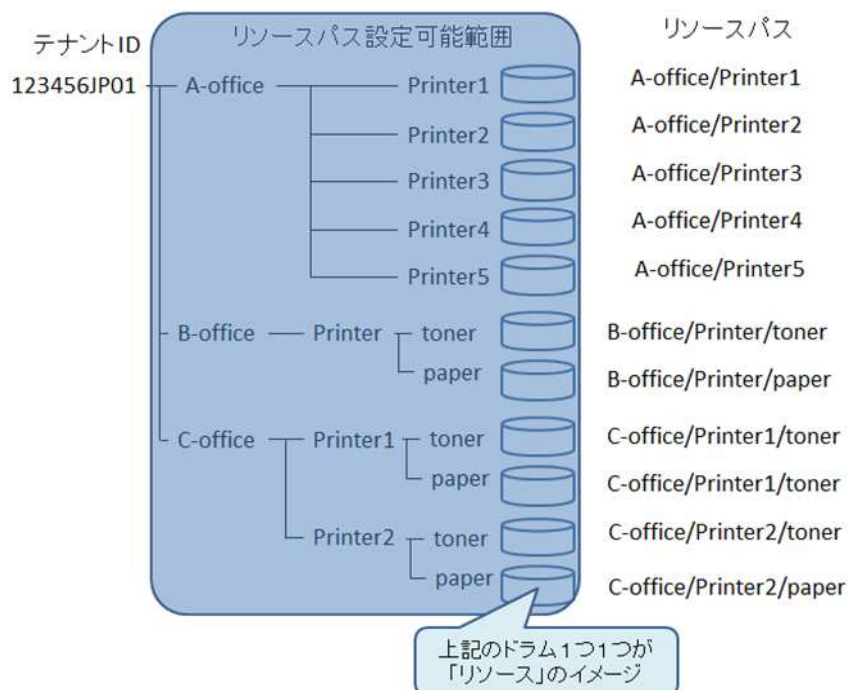 テナントID
リソースパス設定可能範囲
リソースパス
123456JP01
A-office
Printer1
A-office/Printer1
Printer2
A-office/Printer2
Printer3
A-office/Printer3
Printer4
A-office/Printer4
Printer5
A-office/Printer5
B-office
Printer
toner
B-office/Printer/toner
paper
B-office/Printer/paper
C-office
Printer1
toner
C-office/Printer1/toner
paper
C-office/Printer1/toner
Printer2
toner
C-office/Printer2/toner
paper
C-office/Printer2/paper
上記のドラム1つ1つが
「リソース」のイメージ